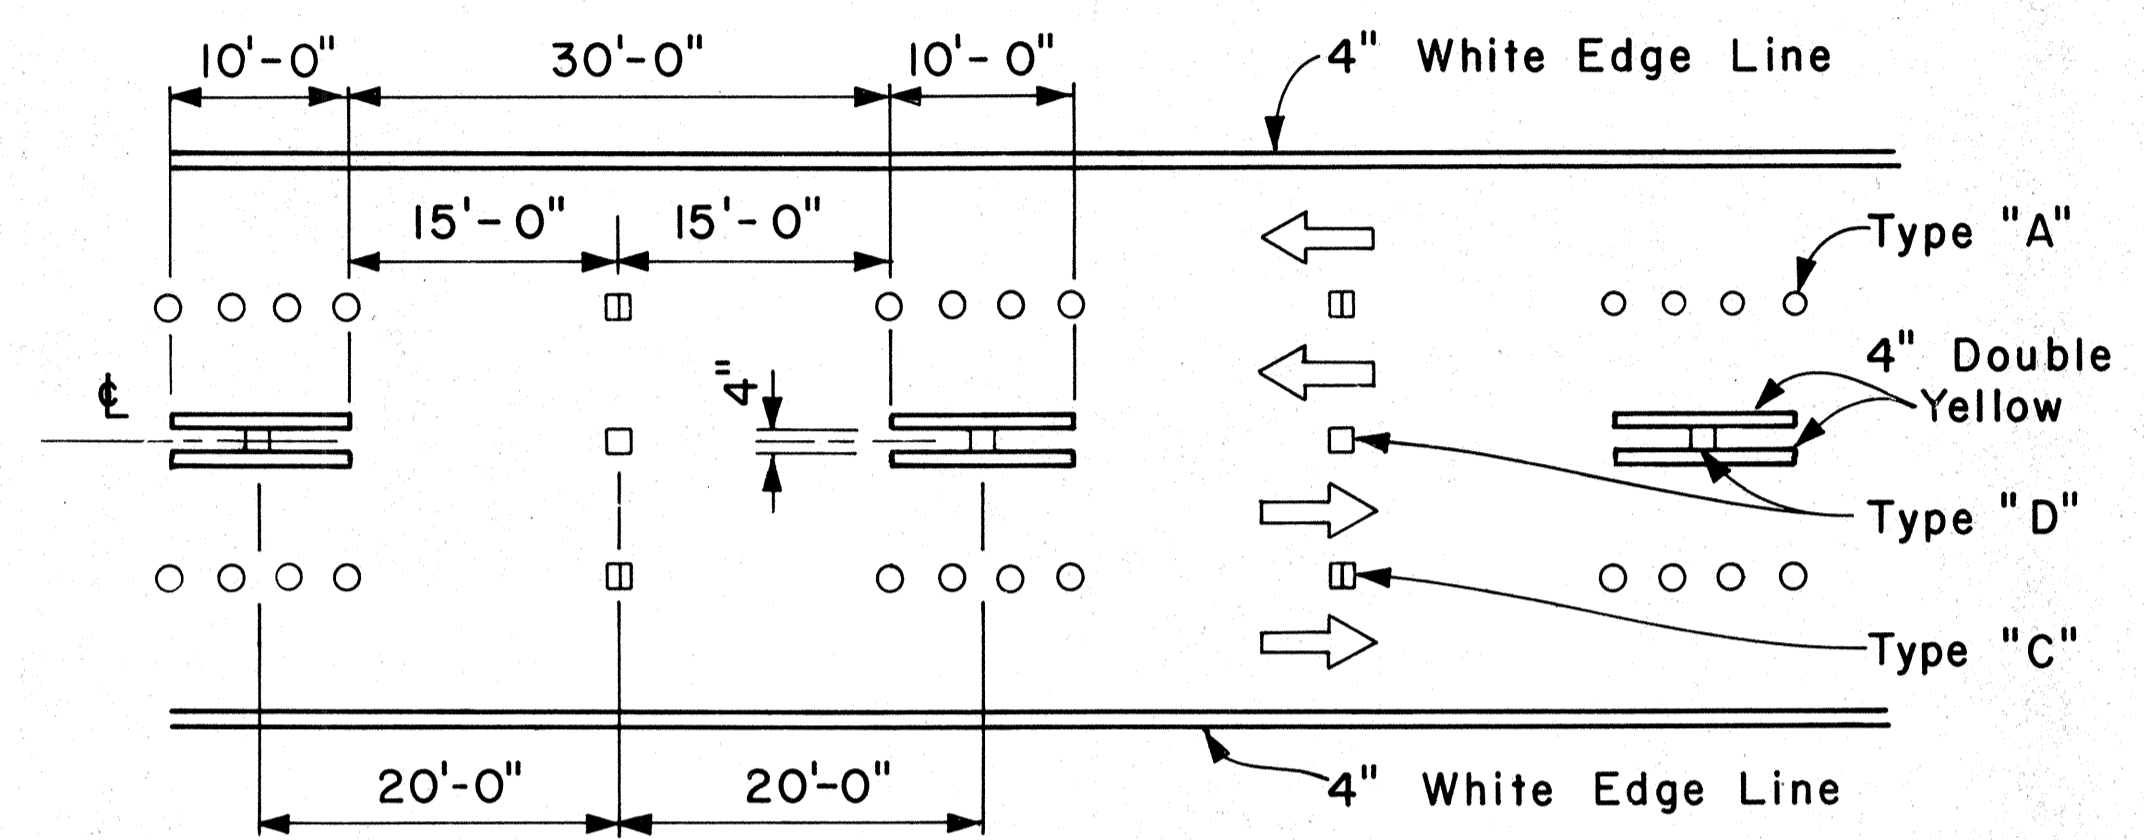 10'-0" 30'-0" 10'-0"
4" White Edge Line
15'-0" 15'-0"
Type "A"
4" Double
Yellow
℄
4"
Type "D"
Type "C"
20'-0" 20'-0"
4" White Edge Line